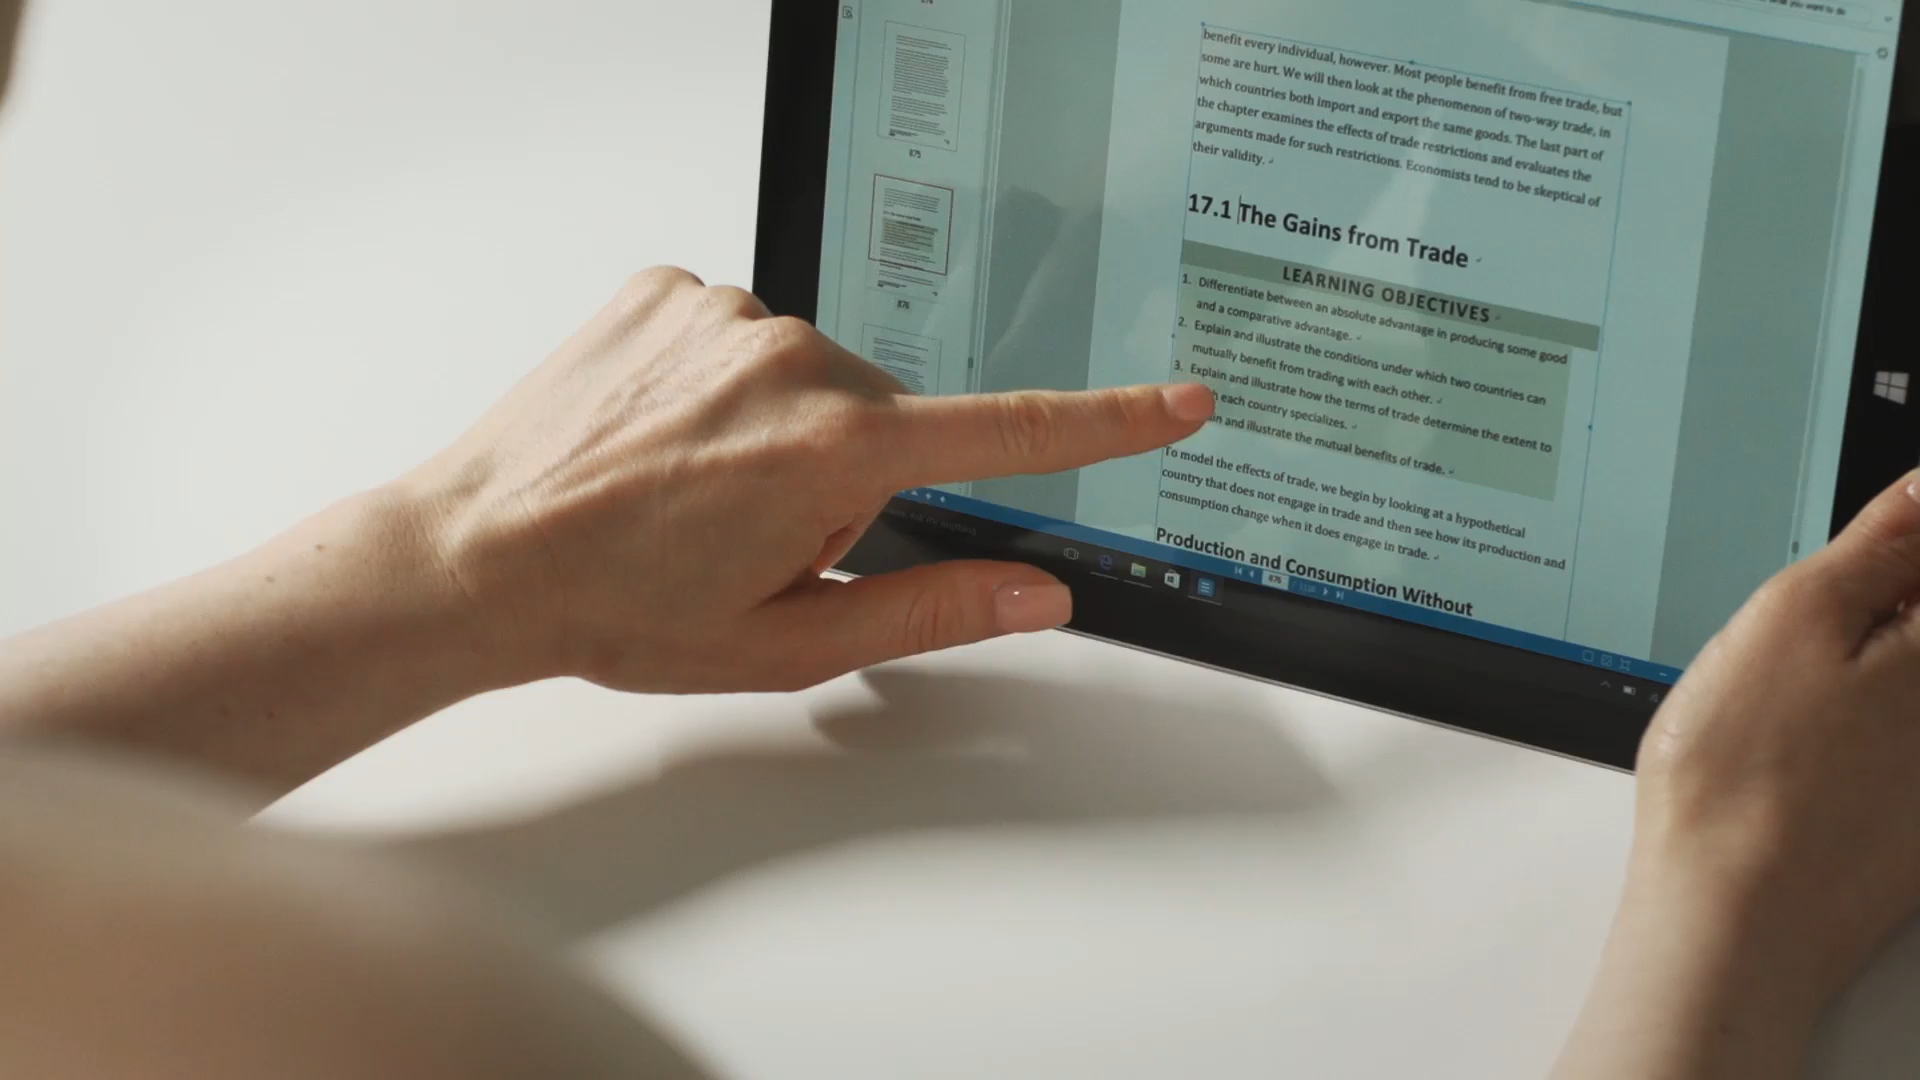 what you want to do
benefit every individual, however. Most people benefit from free trade, but
some are hurt. We will then look at the phenomenon of two-way trade, in
which countries both import and export the same goods. The last part of
the chapter examines the effects of trade restrictions and evaluates the
arguments made for such restrictions. Economists tend to be skeptical of
their validity.
17.1 The Gains from Trade
LEARNING OBJECTIVES
1. Differentiate between an absolute advantage in producing some good
and a comparative advantage.
2. Explain and illustrate the conditions under which two countries can
mutually benefit from trading with each other.
3. Explain and illustrate how the terms of trade determine the extent to
each country specializes.
and illustrate the mutual benefits of trade.
To model the effects of trade, we begin by looking at a hypothetical
country that does not engage in trade and then see how its production and
consumption change when it does engage in trade.
Production and Consumption Without
875
876
876